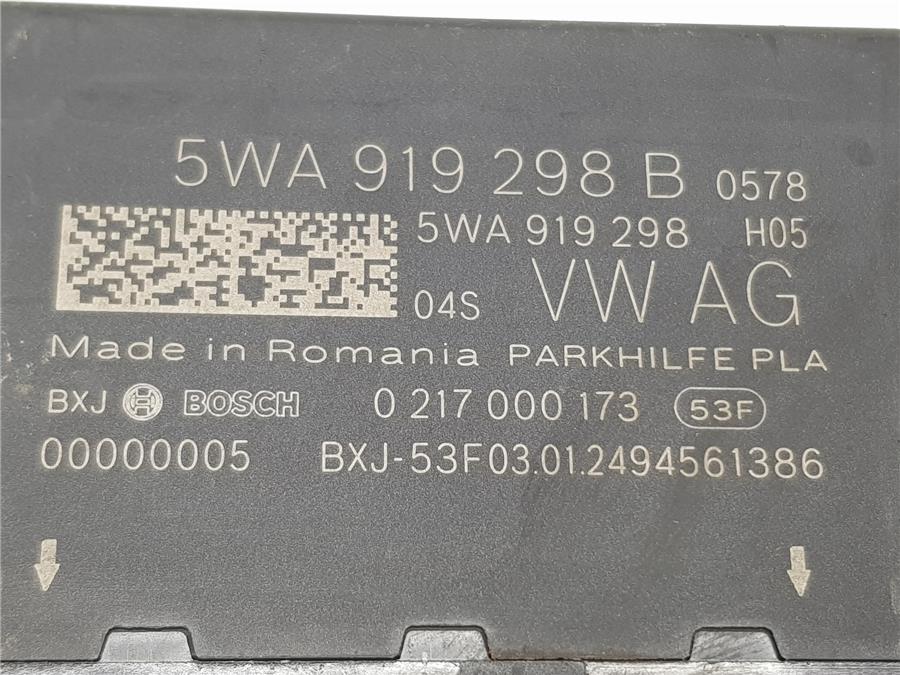 5WA 919 298 B 0578
5WA 919 298 H05
04S VW AG
Made in Romania PARKHILFE PLA
BXJ BOSCH 0 217 000 173 53F
00000005 BXJ-53F03.01.2494561386